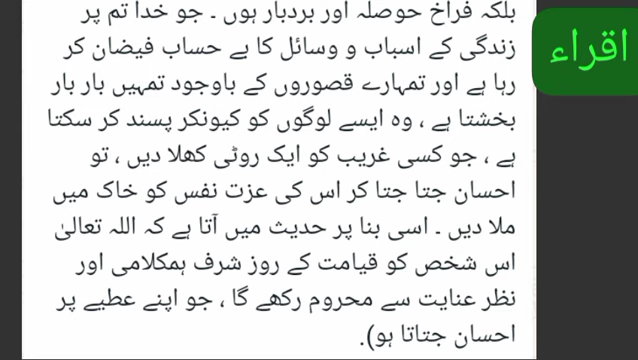 بلکہ فراخ حوصلہ اور بردبار ہوں ۔ جو خدا تم پر
زندگی کے اسباب و وسائل کا بے حساب فیضان کر
رہا ہے اور تمہارے قصوروں کے باوجود تمہیں بار بار
بخشتا ہے ، وہ ایسے لوگوں کو کیونکر پسند کر سکتا
ہے ، جو کسی غریب کو ایک روٹی کھلا دیں ، تو
احسان جتا جتا کر اس کی عزت نفس کو خاک میں
ملا دیں ۔ اسی بنا پر حدیث میں آتا ہے کہ اللہ تعالیٰ
اس شخص کو قیامت کے روز شرف ہمکلامی اور
نظر عنایت سے محروم رکھے گا ، جو اپنے عطیے پر
احسان جتاتا ہو).
اقراء